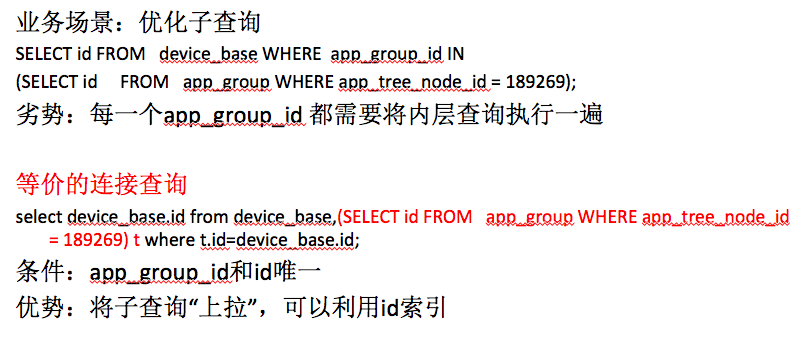 业务场景：优化子查询
SELECT id FROM device_base WHERE app_group_id IN
(SELECT id FROM app_group WHERE app_tree_node_id = 189269);
劣势：每一个app_group_id 都需要将内层查询执行一遍
等价的连接查询
select device_base.id from device_base,(SELECT id FROM app_group WHERE app_tree_node_id
= 189269) t where t.id=device_base.id;
条件：app_group_id和id唯一
优势：将子查询“上拉”，可以利用id索引